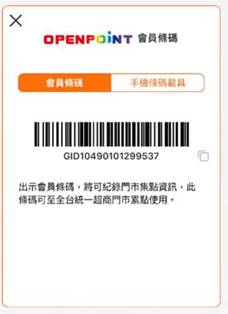 OPENPOINT 會員條碼
會員條碼 手機條碼載具
GID10490101299537
出示會員條碼，將可紀錄門市集點資訊，此
條碼可至全台統一超商門市累點使用。